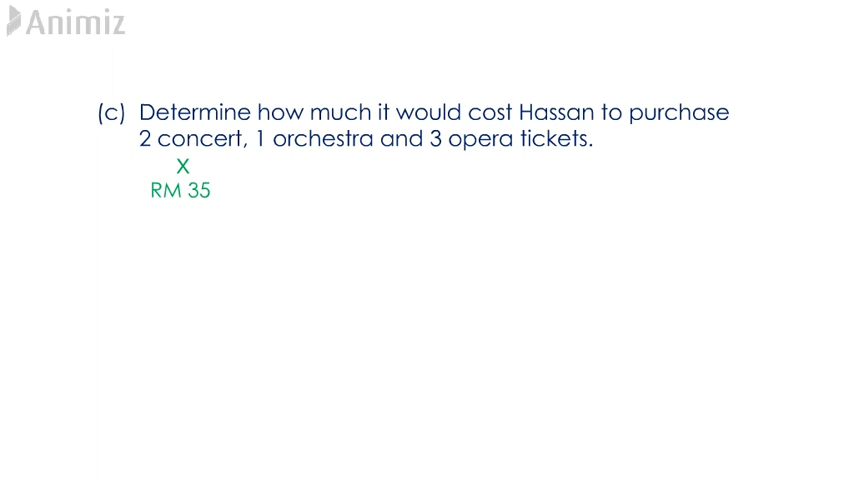 Animiz
(c) Determine how much it would cost Hassan to purchase
2 concert, 1 orchestra and 3 opera tickets.
X
RM 35